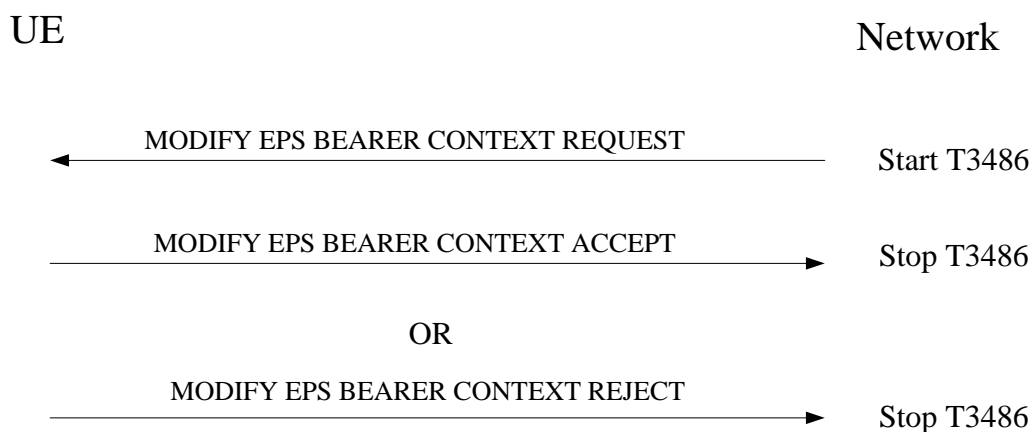 UE
Network
MODIFY EPS BEARER CONTEXT REQUEST
Start T3486
MODIFY EPS BEARER CONTEXT ACCEPT
Stop T3486
OR
MODIFY EPS BEARER CONTEXT REJECT
Stop T3486